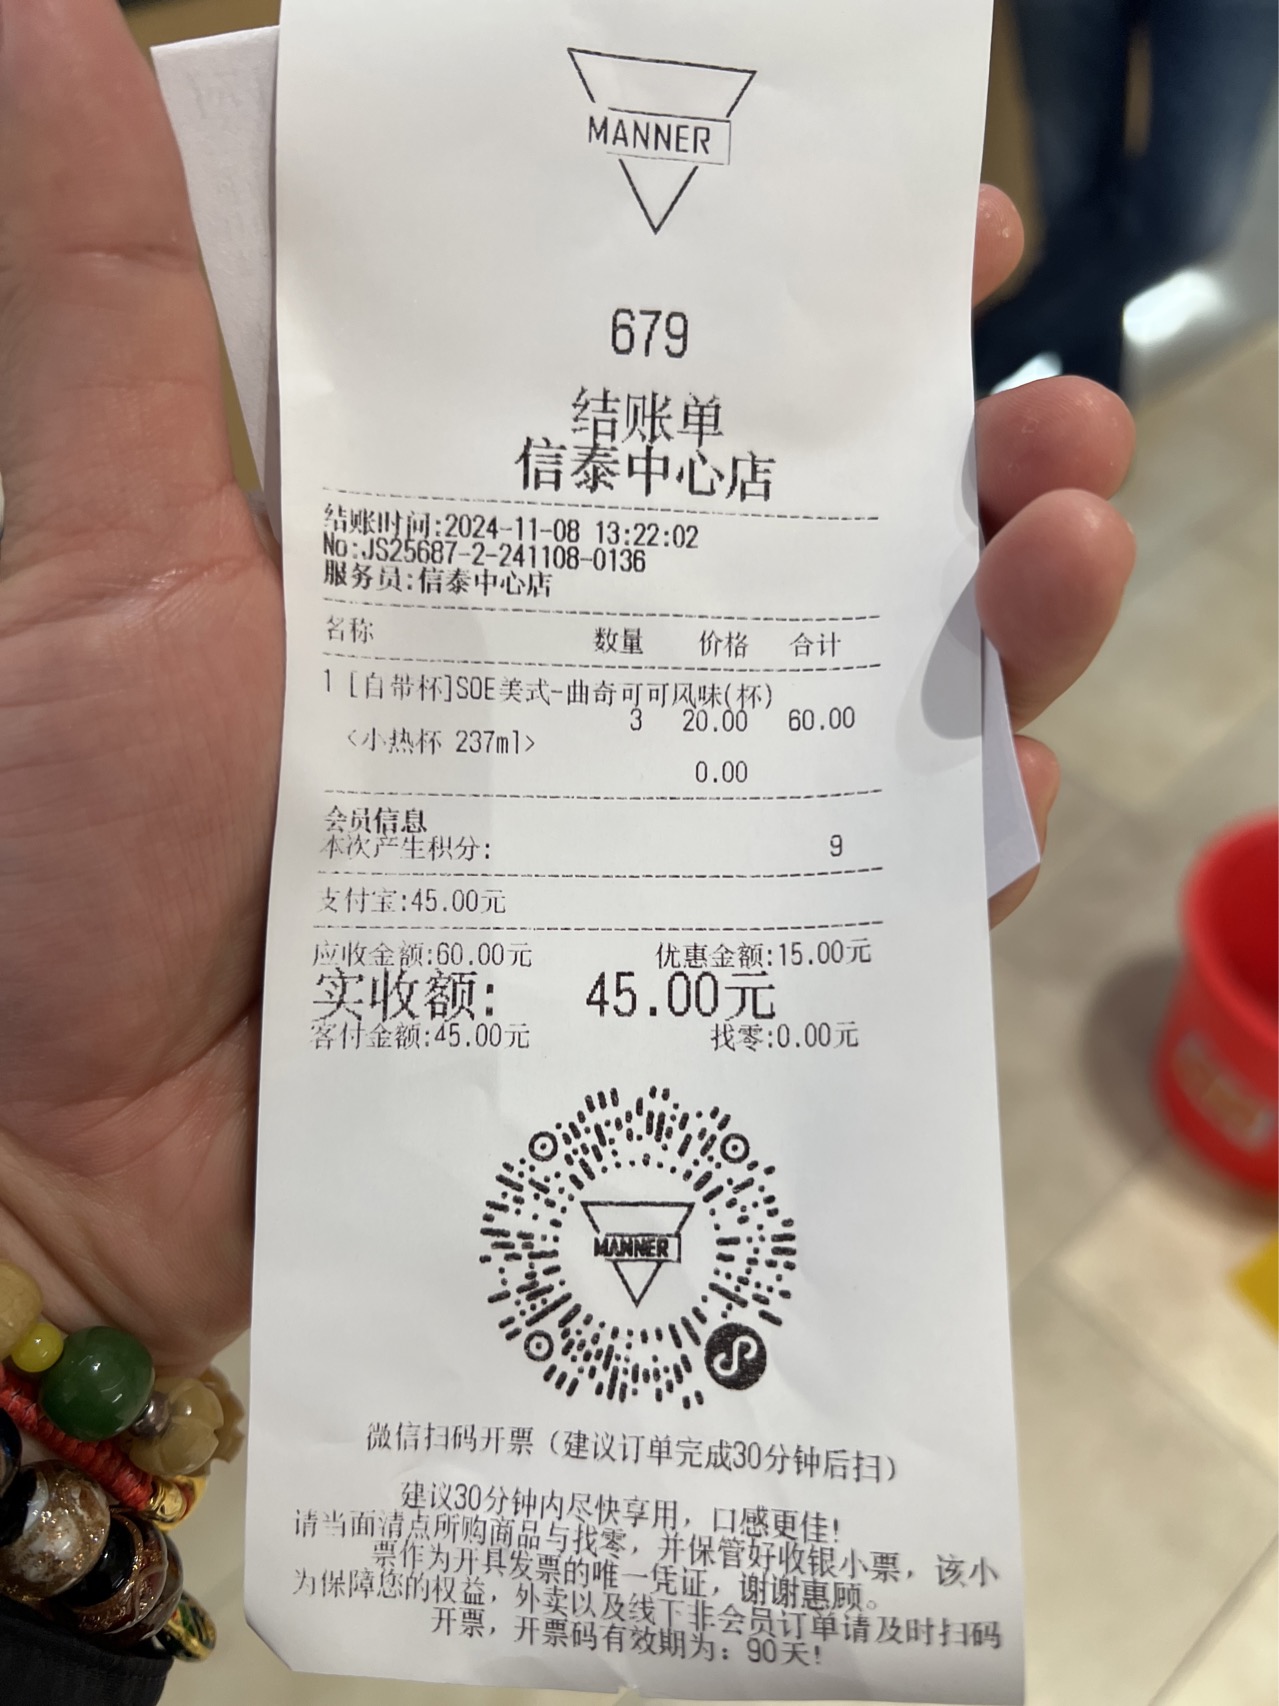 MANNER
679
结账单
信泰中心店
结账时间:2024-11-08 13:22:02
No:JS25687-2-241108-0136
服务员:信泰中心店
名称 数量 价格 合计
1 [自带杯]SOE美式-曲奇可可风味(杯)
3 20.00 60.00
<小热杯 237ml>
0.00
会员信息
本次产生积分: 9
支付宝:45.00元
应收金额:60.00元 优惠金额:15.00元
实收额: 45.00元
客付金额:45.00元 找零:0.00元
MANNER
微信扫码开票（建议订单完成30分钟后扫）
建议30分钟内尽快享用，口感更佳!
请当面清点所购商品与找零，并保管好收银小票，该小
票作为开具发票的唯一凭证，谢谢惠顾。
为保障您的权益，外卖以及线下非会员订单请及时扫码
开票，开票码有效期为：90天!